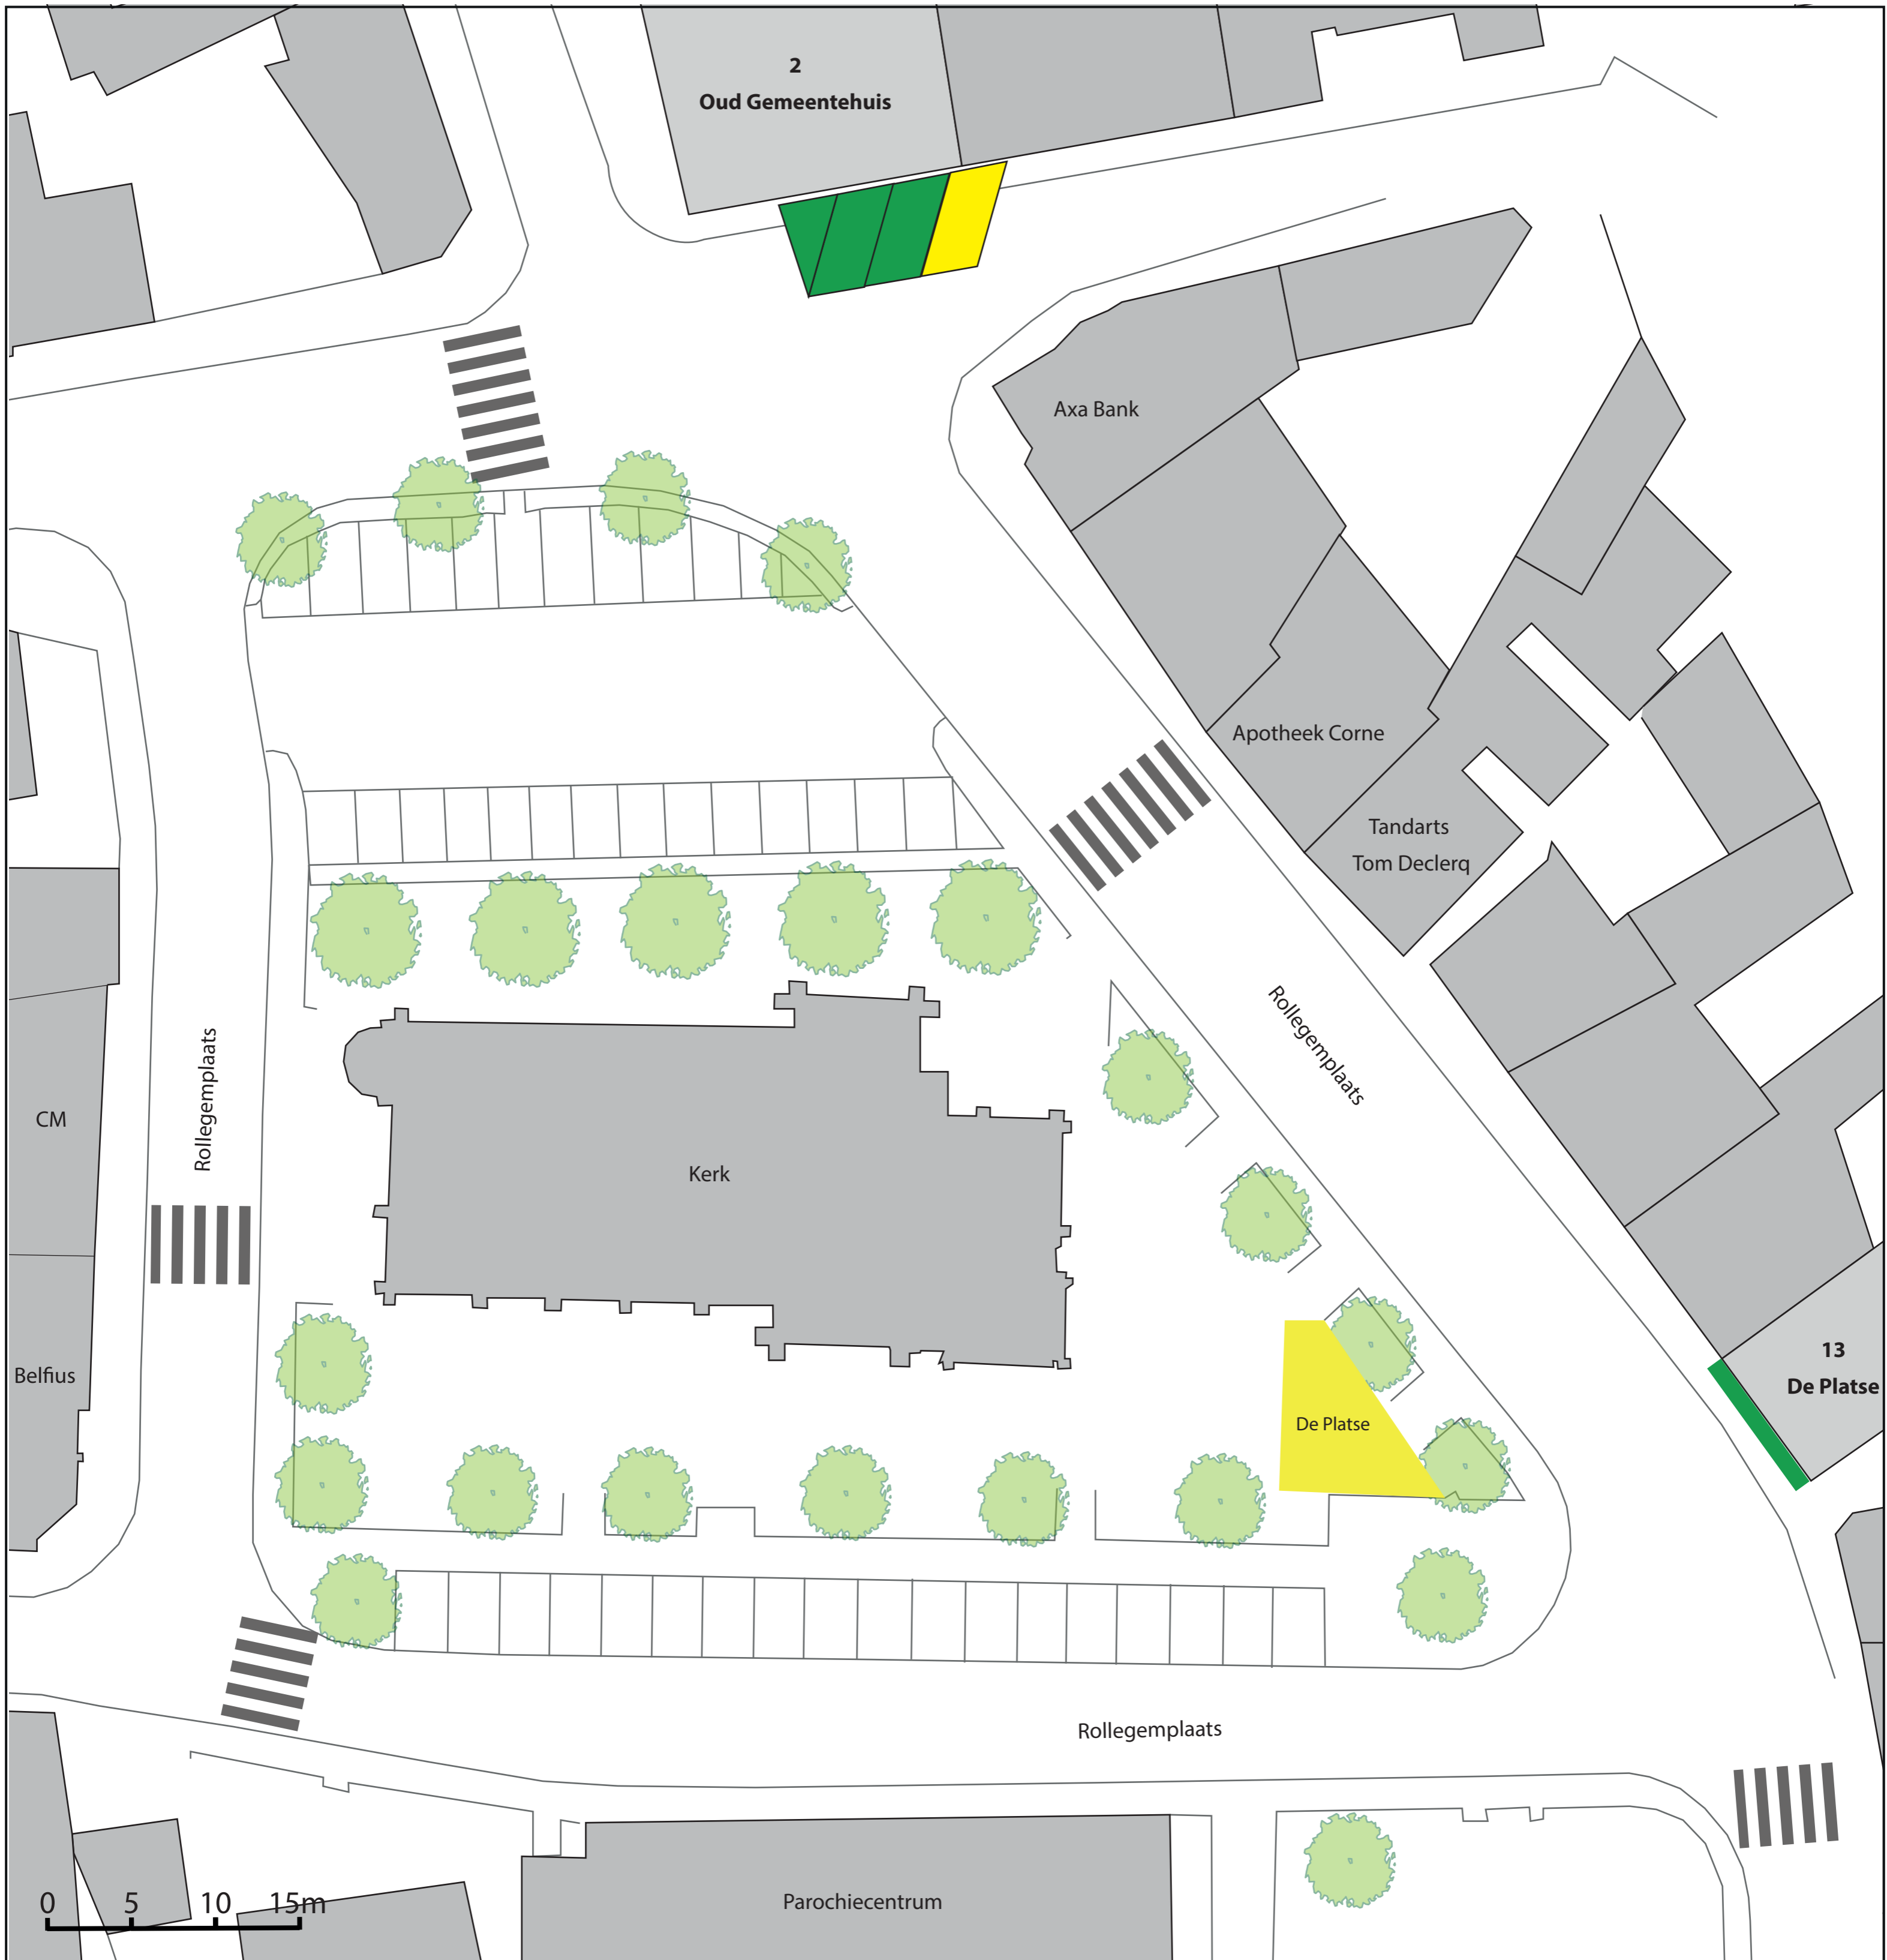 2
Oud Gemeentehuis
Axa Bank
Apotheek Corne
Tandarts
Tom Declerq
Rollegemplaats
Rollegemplaats
CM
Kerk
13
De Platse
Belfius
De Platse
Rollegemplaats
0 5 10 15m
Parochiecentrum